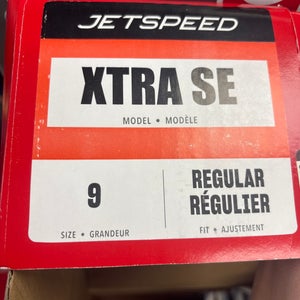 JETSPEED
XTRA SE
MODEL • MODÈLE
9
SIZE • GRANDEUR
REGULAR
RÉGULIER
FIT • AJUSTEMENT